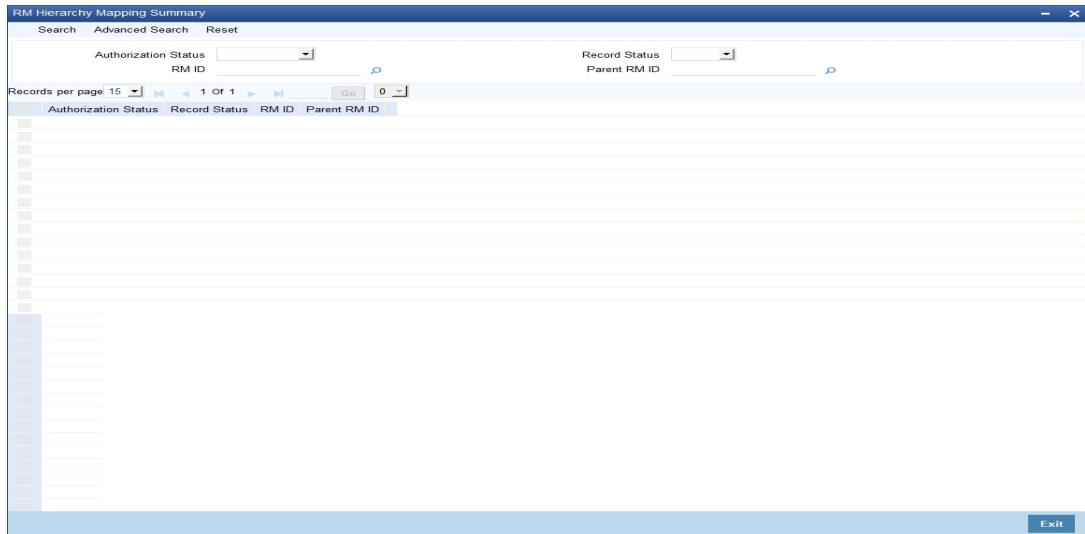 RM Hierarchy Mapping Summary
Search Advanced Search Reset
Authorization Status Record Status
RM ID Parent RM ID
Records per page 15 1 Of 1 Go 0
Authorization Status Record Status RM ID Parent RM ID
Exit